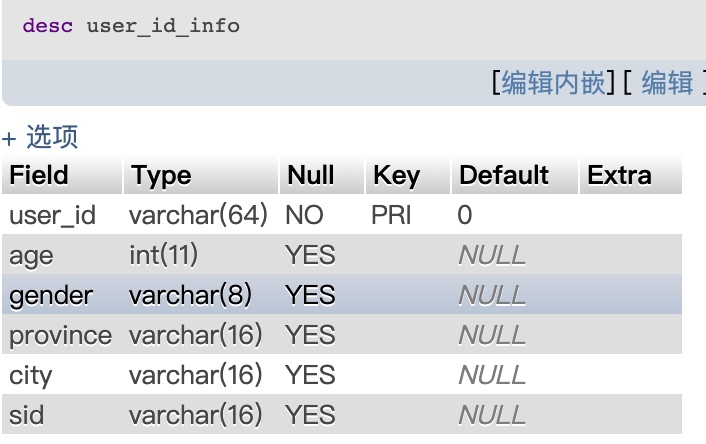 desc user_id_info
[编辑内嵌] [ 编辑 ]
+ 选项
Field Type Null Key Default Extra
user_id varchar(64) NO PRI 0
age int(11) YES NULL
gender varchar(8) YES NULL
province varchar(16) YES NULL
city varchar(16) YES NULL
sid varchar(16) YES NULL